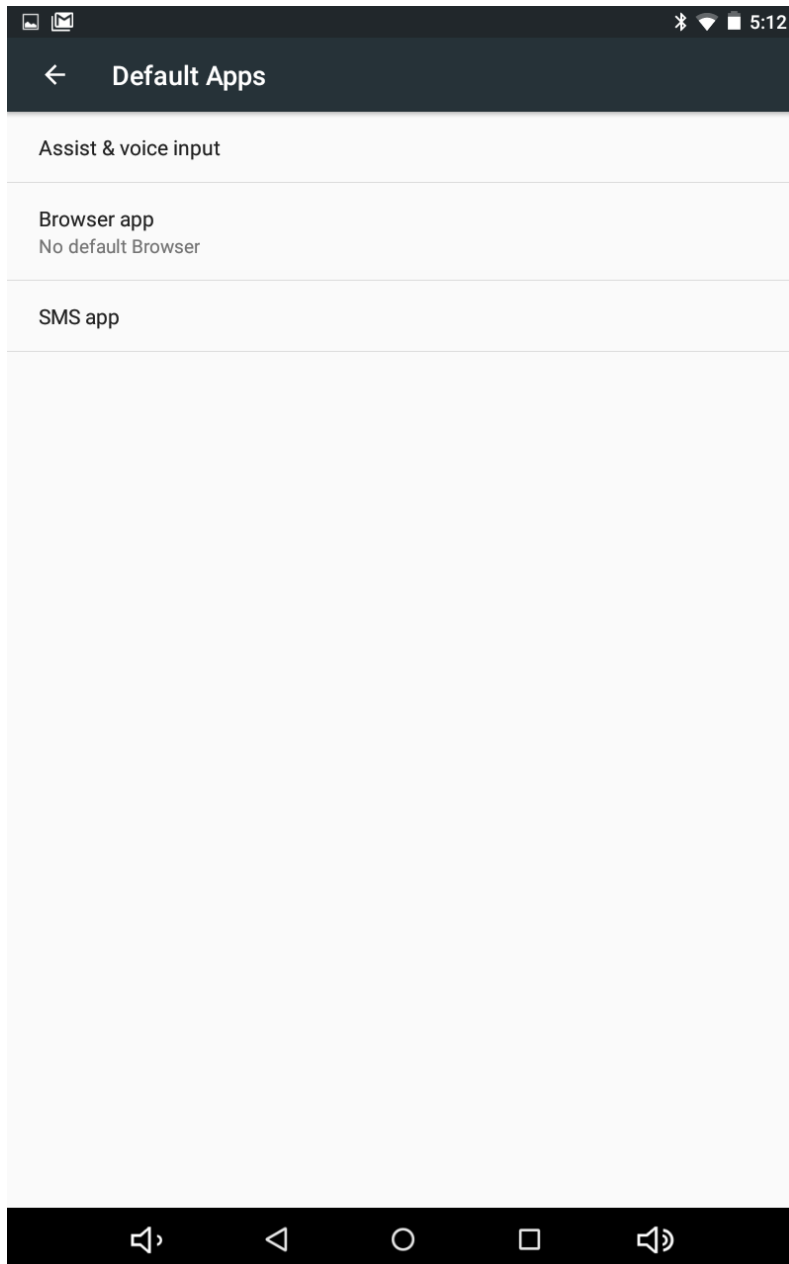 5:12
Default Apps
Assist & voice input
Browser app
No default Browser
SMS app